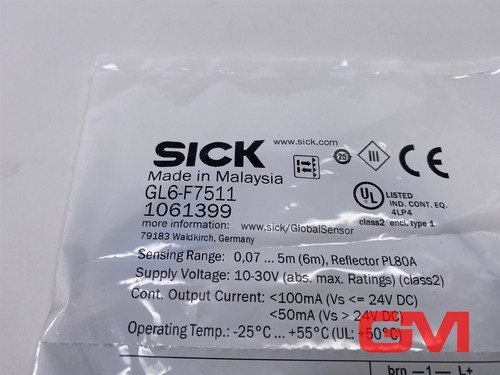 SICK
www.sick.com
Made in Malaysia
GL6-F7511
1061399
more information: www.sick/GlobalSensor
79183 Waldkirch, Germany
25
III
CE
UL LISTED
IND. CONT. EQ.
4LP4
class2 encl. type 1
Sensing Range: 0,07 ... 5m (6m), Reflector PL80A
Supply Voltage: 10-30V (abs. max. Ratings) (class2)
Cont. Output Current: <100mA (Vs <= 24V DC)
<50mA (Vs > 24V DC)
Operating Temp.: -25°C ... +55°C (UL: +50°C)
GM
brn —1— L+